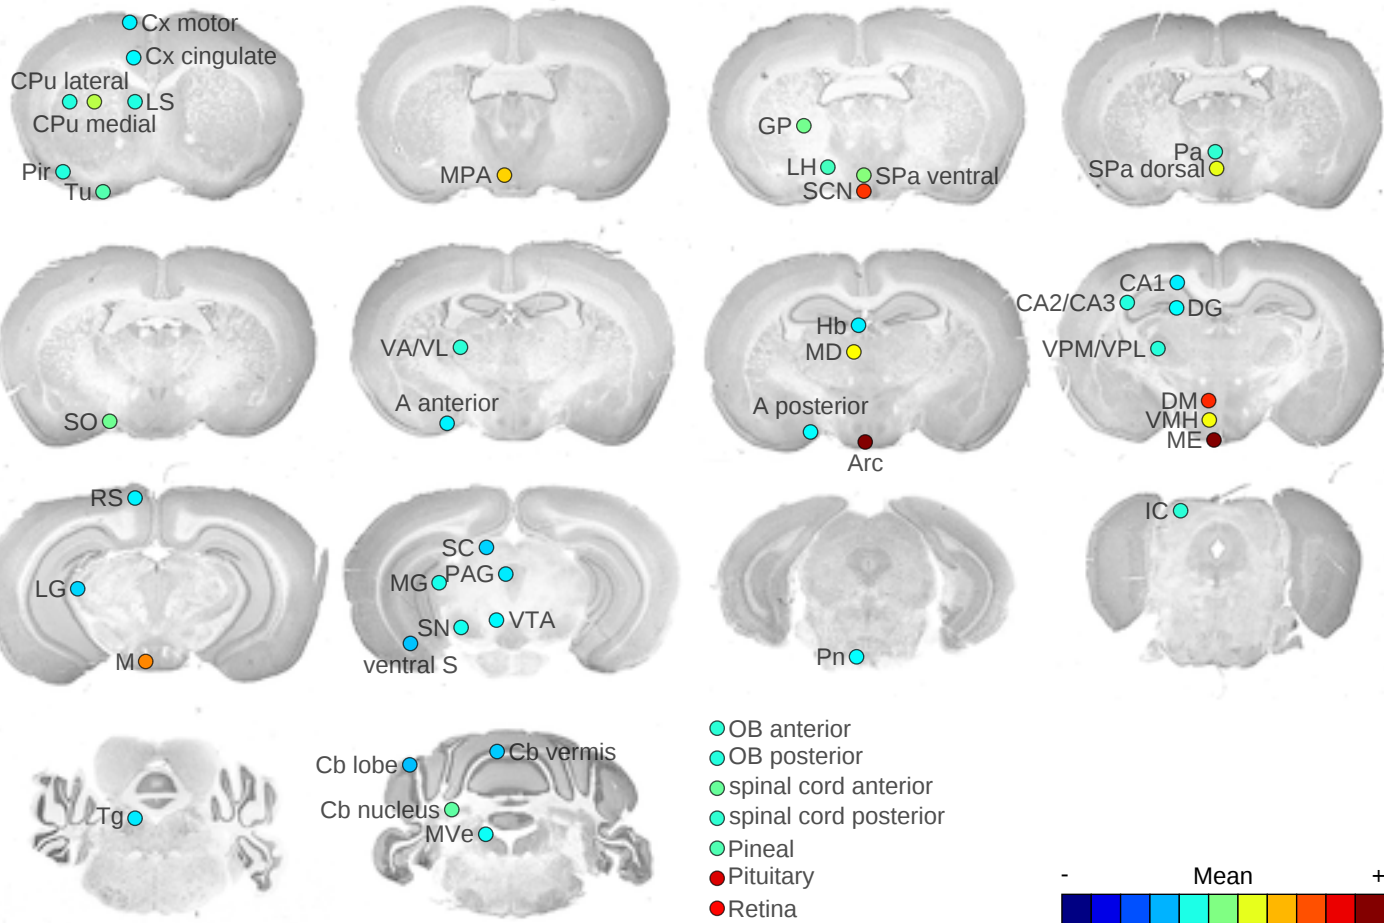 Cx motor
Cx cingulate
CPu lateral
LS
CPu medial
Pir
Tu
MPA
GP
LH
SPa ventral
SCN
Pa
SPa dorsal
SO
VA/VL
A anterior
Hb
MD
A posterior
Arc
CA1
CA2/CA3
DG
VPM/VPL
DM
VMH
ME
RS
LG
M
SC
MG
PAG
SN
VTA
ventral S
Pn
IC
Tg
Cb lobe
Cb vermis
Cb nucleus
MVe
OB anterior
OB posterior
spinal cord anterior
spinal cord posterior
Pineal
Pituitary
Retina
- Mean +